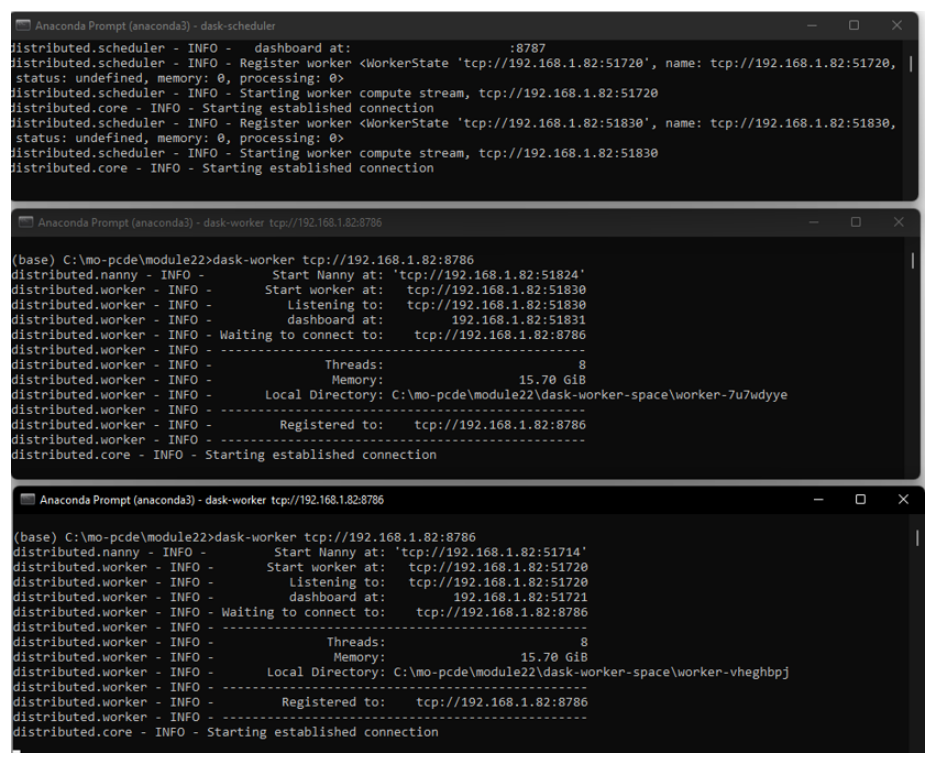 Anaconda Prompt (anaconda3) - dask-scheduler
distributed.scheduler - INFO -   dashboard at:                     :8787
distributed.scheduler - INFO - Register worker <WorkerState 'tcp://192.168.1.82:51720', name: tcp://192.168.1.82:51720,
 status: undefined, memory: 0, processing: 0>
distributed.scheduler - INFO - Starting worker compute stream, tcp://192.168.1.82:51720
distributed.core - INFO - Starting established connection
distributed.scheduler - INFO - Register worker <WorkerState 'tcp://192.168.1.82:51830', name: tcp://192.168.1.82:51830,
 status: undefined, memory: 0, processing: 0>
distributed.scheduler - INFO - Starting worker compute stream, tcp://192.168.1.82:51830
distributed.core - INFO - Starting established connection
Anaconda Prompt (anaconda3) - dask-worker tcp://192.168.1.82:8786
(base) C:\mo-pcde\module22>dask-worker tcp://192.168.1.82:8786
distributed.nanny - INFO -         Start Nanny at: 'tcp://192.168.1.82:51824'
distributed.worker - INFO -       Start worker at:  tcp://192.168.1.82:51830
distributed.worker - INFO -          Listening to:  tcp://192.168.1.82:51830
distributed.worker - INFO -          dashboard at:        192.168.1.82:51831
distributed.worker - INFO - Waiting to connect to:   tcp://192.168.1.82:8786
distributed.worker - INFO - -------------------------------------------------
distributed.worker - INFO -               Threads:                         8
distributed.worker - INFO -                Memory:                 15.70 GiB
distributed.worker - INFO -       Local Directory: C:\mo-pcde\module22\dask-worker-space\worker-7u7wdyye
distributed.worker - INFO - -------------------------------------------------
distributed.worker - INFO -         Registered to:   tcp://192.168.1.82:8786
distributed.worker - INFO - -------------------------------------------------
distributed.core - INFO - Starting established connection
Anaconda Prompt (anaconda3) - dask-worker tcp://192.168.1.82:8786
(base) C:\mo-pcde\module22>dask-worker tcp://192.168.1.82:8786
distributed.nanny - INFO -         Start Nanny at: 'tcp://192.168.1.82:51714'
distributed.worker - INFO -       Start worker at:  tcp://192.168.1.82:51720
distributed.worker - INFO -          Listening to:  tcp://192.168.1.82:51720
distributed.worker - INFO -          dashboard at:        192.168.1.82:51721
distributed.worker - INFO - Waiting to connect to:   tcp://192.168.1.82:8786
distributed.worker - INFO - -------------------------------------------------
distributed.worker - INFO -               Threads:                         8
distributed.worker - INFO -                Memory:                 15.70 GiB
distributed.worker - INFO -       Local Directory: C:\mo-pcde\module22\dask-worker-space\worker-vheghbpj
distributed.worker - INFO - -------------------------------------------------
distributed.worker - INFO -         Registered to:   tcp://192.168.1.82:8786
distributed.worker - INFO - -------------------------------------------------
distributed.core - INFO - Starting established connection